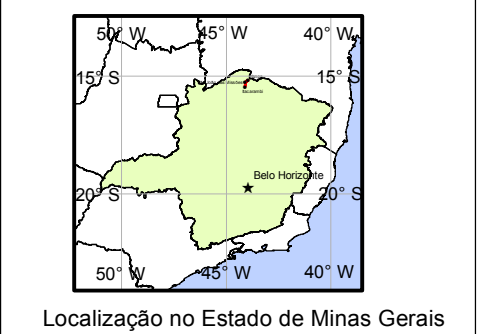 50° W 45° W 40° W
15° S 15° S
Belo Horizonte
20° S 20° S
50° W 45° W 40° W
Localização no Estado de Minas Gerais